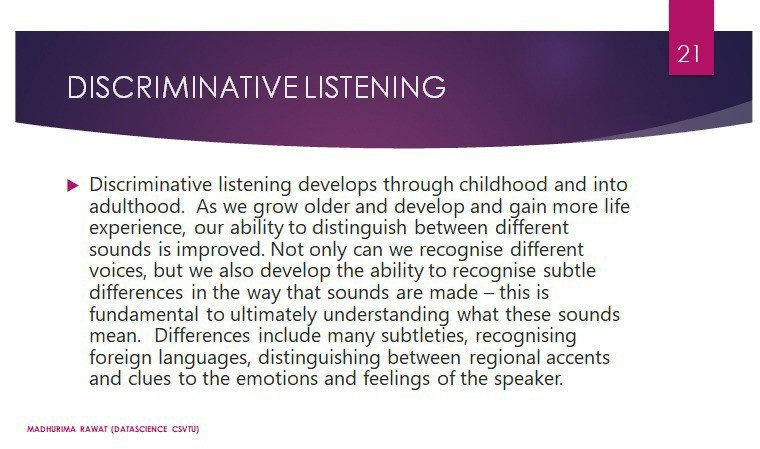 21
DISCRIMINATIVE LISTENING
Discriminative listening develops through childhood and into
adulthood.  As we grow older and develop and gain more life
experience, our ability to distinguish between different
sounds is improved. Not only can we recognise different
voices, but we also develop the ability to recognise subtle
differences in the way that sounds are made – this is
fundamental to ultimately understanding what these sounds
mean.  Differences include many subtleties, recognising
foreign languages, distinguishing between regional accents
and clues to the emotions and feelings of the speaker.
MADHURIMA RAWAT (DATASCIENCE CSVTU)